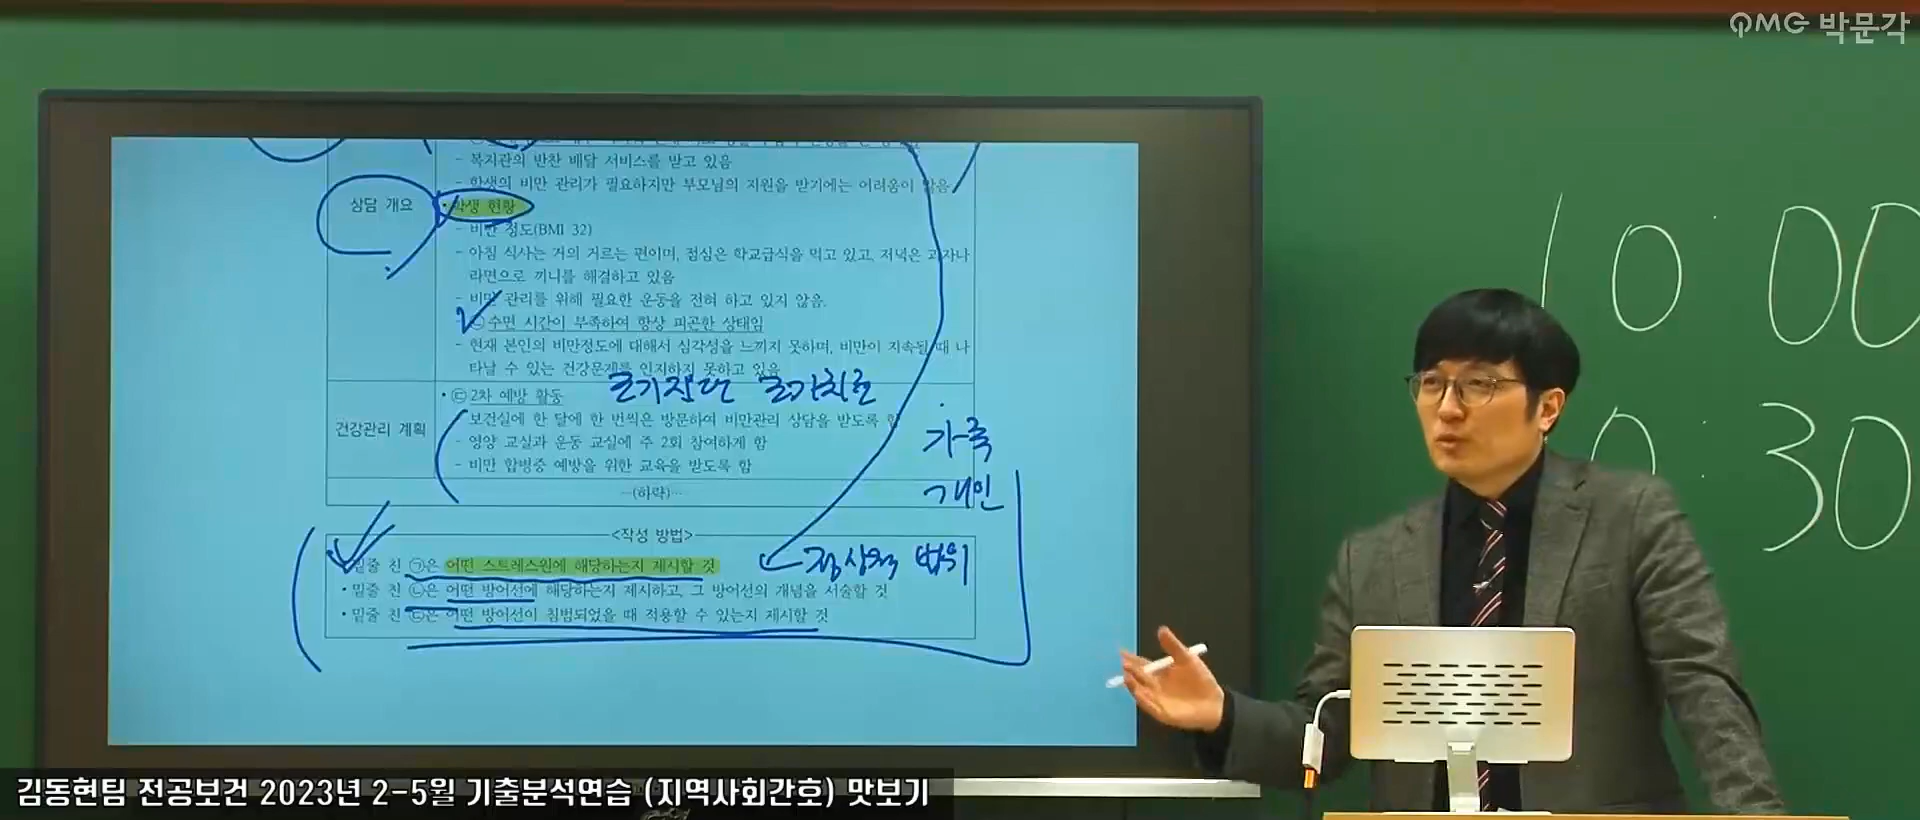 PMG 박문각
- 복지관의 반찬 배달 서비스를 받고 있음
- 학생의 비만 관리가 필요하지만 부모님의 지원을 받기에는 어려움이 많음
상담 개요
• 학생 현황
- 비만 정도(BMI 32)
- 아침 식사는 거의 거르는 편이며, 점심은 학교급식을 먹고 있고, 저녁은 과자나
라면으로 끼니를 해결하고 있음
- 비만 관리를 위해 필요한 운동을 전혀 하고 있지 않음.
- ㉡ 수면 시간이 부족하여 항상 피곤한 상태임
- 현재 본인의 비만정도에 대해서 심각성을 느끼지 못하며, 비만이 지속될 때 나
타날 수 있는 건강문제를 인지하지 못하고 있음
조기진단 조기치료
건강관리 계획
• ㉢ 2차 예방 활동
- 보건실에 한 달에 한 번씩은 방문하여 비만관리 상담을 받도록 함
- 영양 교실과 운동 교실에 주 2회 참여하게 함
- 비만 합병증 예방을 위한 교육을 받도록 함
가족
개인
…(하략)…
<작성 방법>
• 밑줄 친 ㉠은 어떤 스트레스원에 해당하는지 제시할 것
정상적 범위
• 밑줄 친 ㉡은 어떤 방어선에 해당하는지 제시하고, 그 방어선의 개념을 서술할 것
• 밑줄 친 ㉢은 어떤 방어선이 침범되었을 때 적용할 수 있는지 제시할 것
10:00
0:30
김동현팀 전공보건 2023년 2-5월 기출분석연습 (지역사회간호) 맛보기